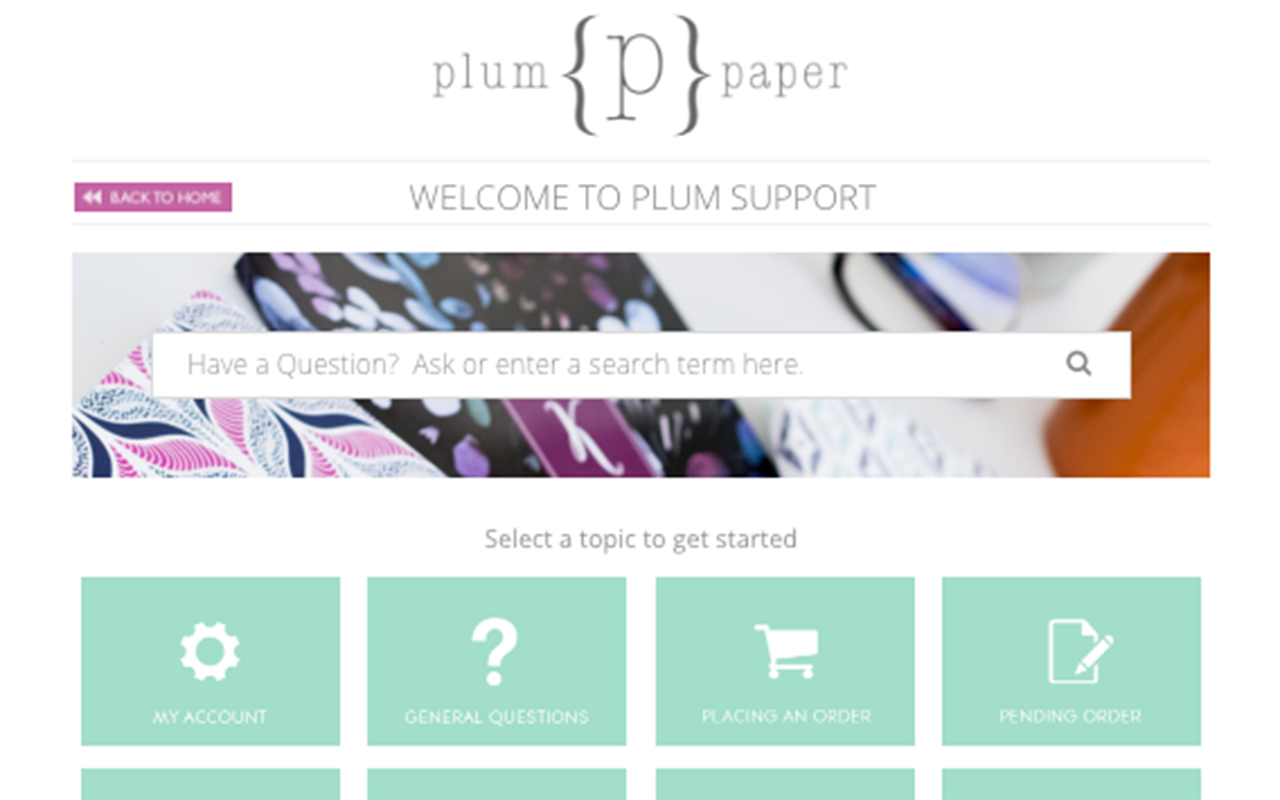 plum {p} paper
BACK TO HOME
WELCOME TO PLUM SUPPORT
Have a Question? Ask or enter a search term here.
X
Select a topic to get started
MY ACCOUNT
GENERAL QUESTIONS
PLACING AN ORDER
PENDING ORDER